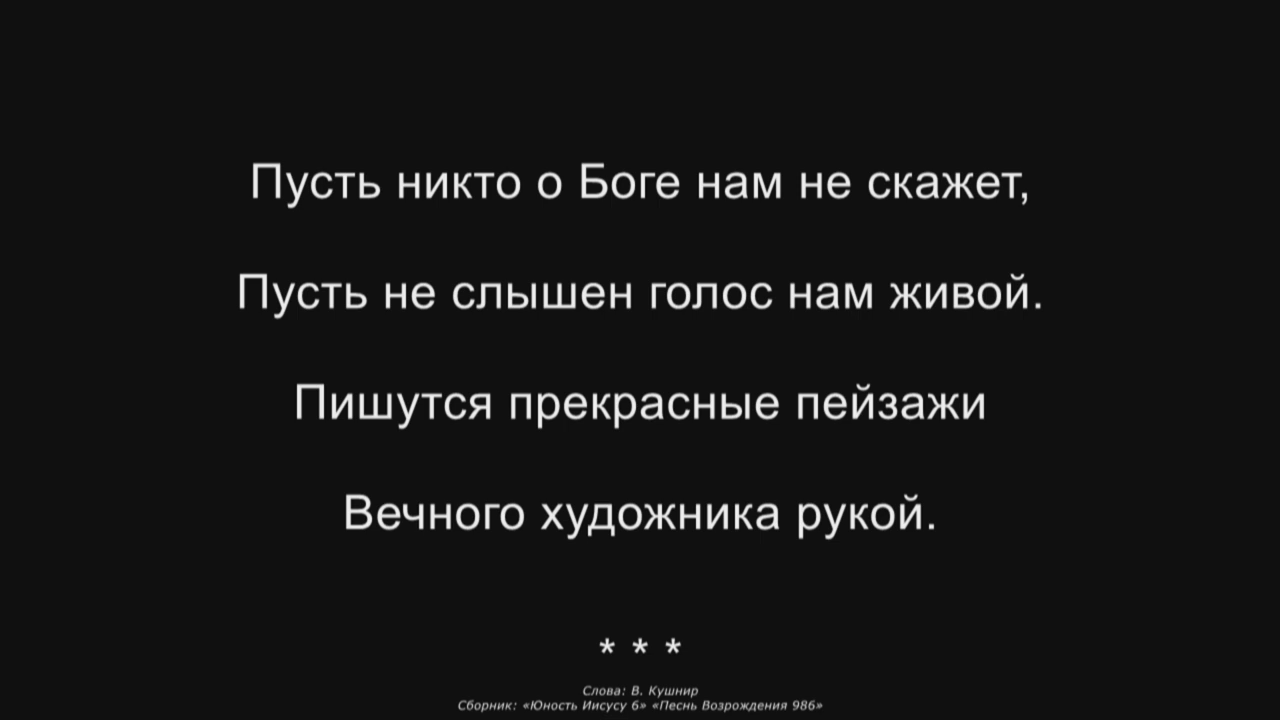 Пусть никто о Боге нам не скажет,
Пусть не слышен голос нам живой.
Пишутся прекрасные пейзажи
Вечного художника рукой.
* * *
Слова: В. Кушнир
Сборник: «Юность Иисусу 6» «Песнь Возрождения 986»